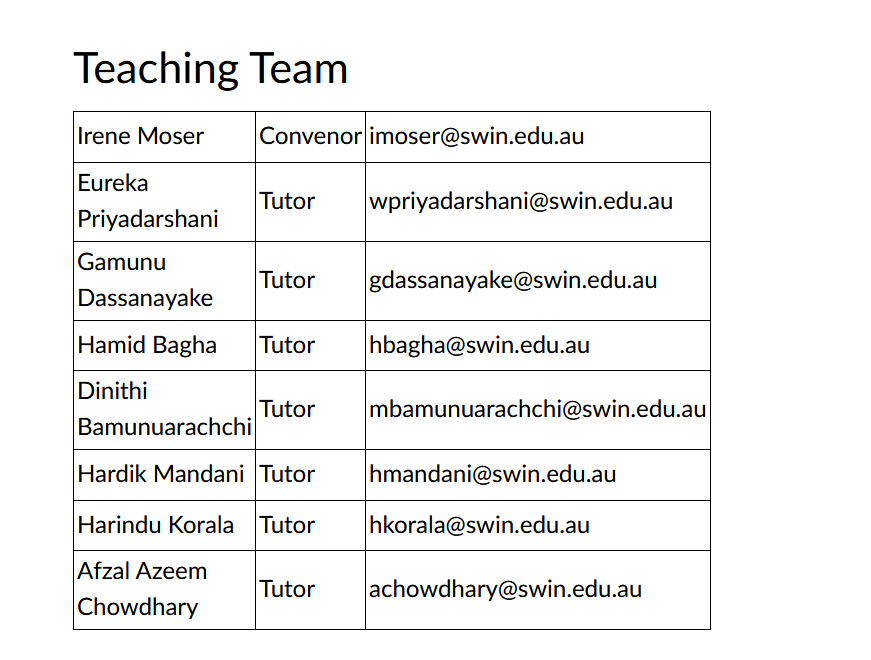 Teaching Team
Irene Moser Convenor imoser@swin.edu.au
Eureka
Priyadarshani Tutor wpriyadarshani@swin.edu.au
Gamunu
Dassanayake Tutor gdassanayake@swin.edu.au
Hamid Bagha Tutor hbagha@swin.edu.au
Dinithi
Bamunuarachchi Tutor mbamunuarachchi@swin.edu.au
Hardik Mandani Tutor hmandani@swin.edu.au
Harindu Korala Tutor hkorala@swin.edu.au
Afzal Azeem
Chowdhary Tutor achowdhary@swin.edu.au